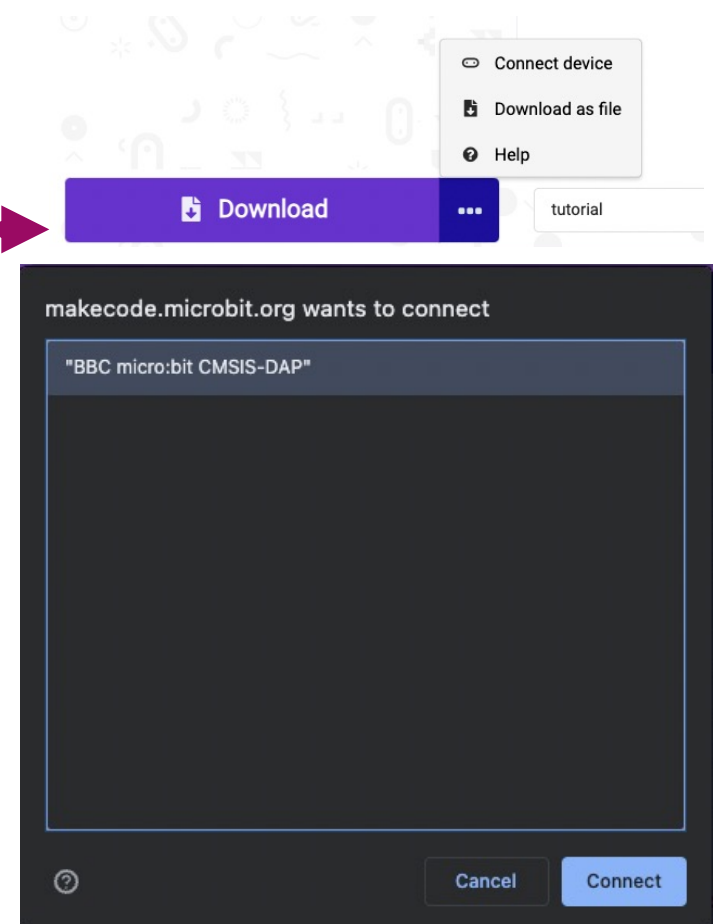 Connect device
Download as file
Help
Download
tutorial
makecode.microbit.org wants to connect
"BBC micro:bit CMSIS-DAP"
Cancel
Connect